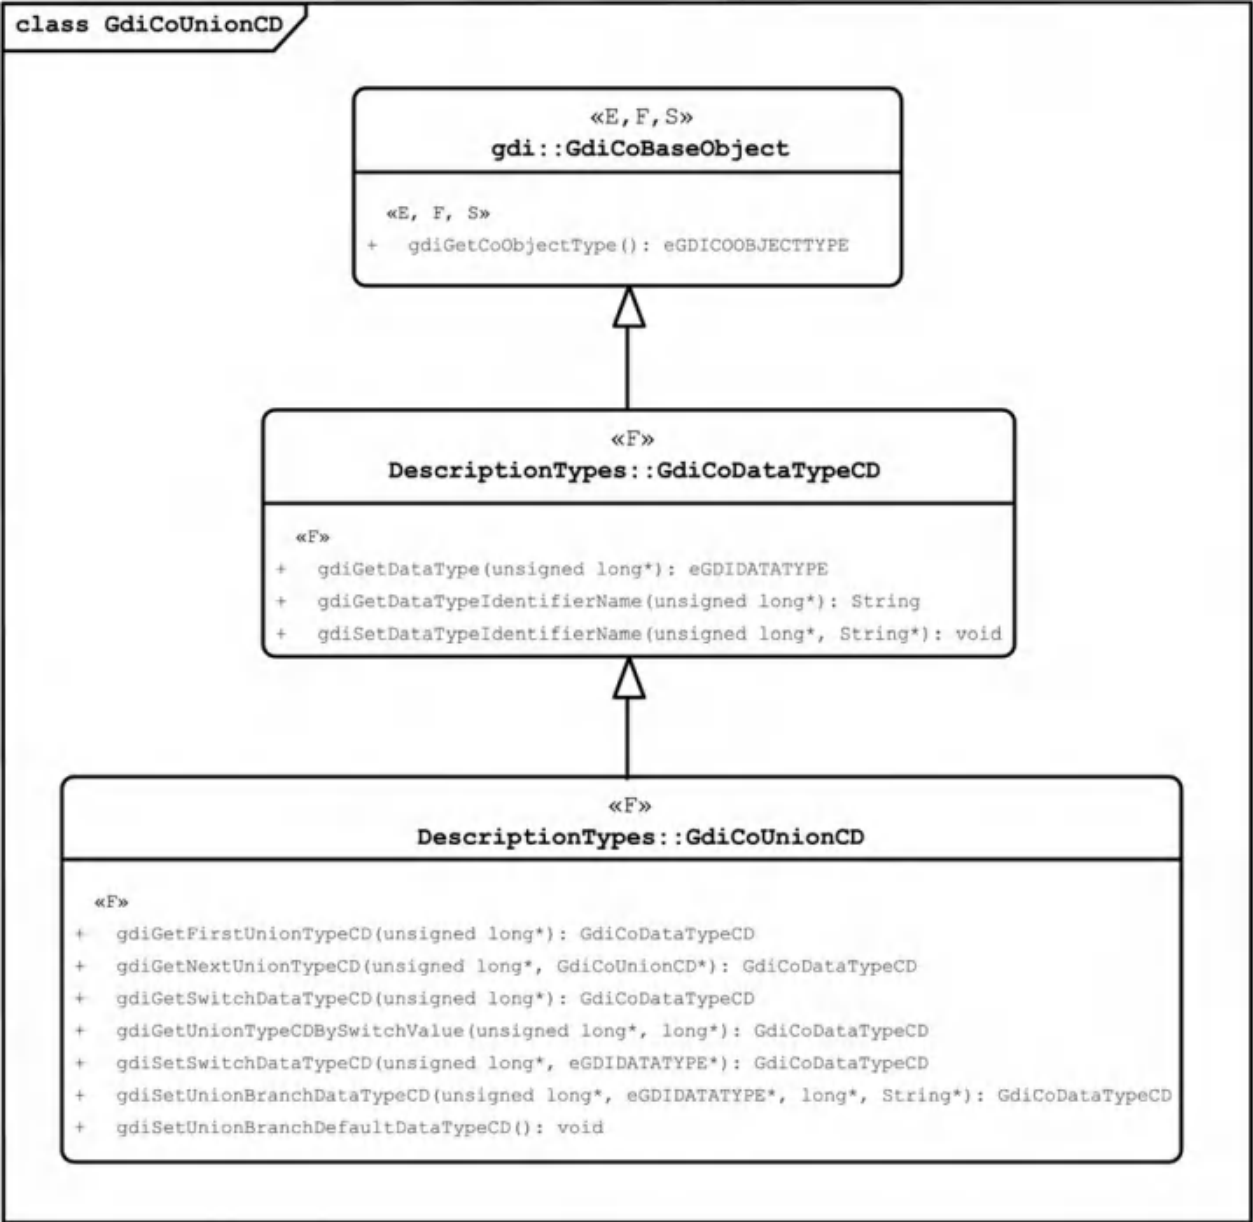 class GdiCoUnionCD
«E,F,S»
gdi::GdiCoBaseObject
«E, F, S»
+ gdiGetCoObjectType(): eGDICOOBJECTTYPE
«F»
DescriptionTypes::GdiCoDataTypeCD
«F»
+ gdiGetDataType(unsigned long*): eGDIDATATYPE
+ gdiGetDataTypeIdentifierName(unsigned long*): String
+ gdiSetDataTypeIdentifierName(unsigned long*, String*): void
«F»
DescriptionTypes::GdiCoUnionCD
«F»
+ gdiGetFirstUnionTypeCD(unsigned long*): GdiCoDataTypeCD
+ gdiGetNextUnionTypeCD(unsigned long*, GdiCoUnionCD*): GdiCoDataTypeCD
+ gdiGetSwitchDataTypeCD(unsigned long*): GdiCoDataTypeCD
+ gdiGetUnionTypeCDBySwitchValue(unsigned long*, long*): GdiCoDataTypeCD
+ gdiSetSwitchDataTypeCD(unsigned long*, eGDIDATATYPE*): GdiCoDataTypeCD
+ gdiSetUnionBranchDataTypeCD(unsigned long*, eGDIDATATYPE*, long*, String*): GdiCoDataTypeCD
+ gdiSetUnionBranchDefaultDataTypeCD(): void